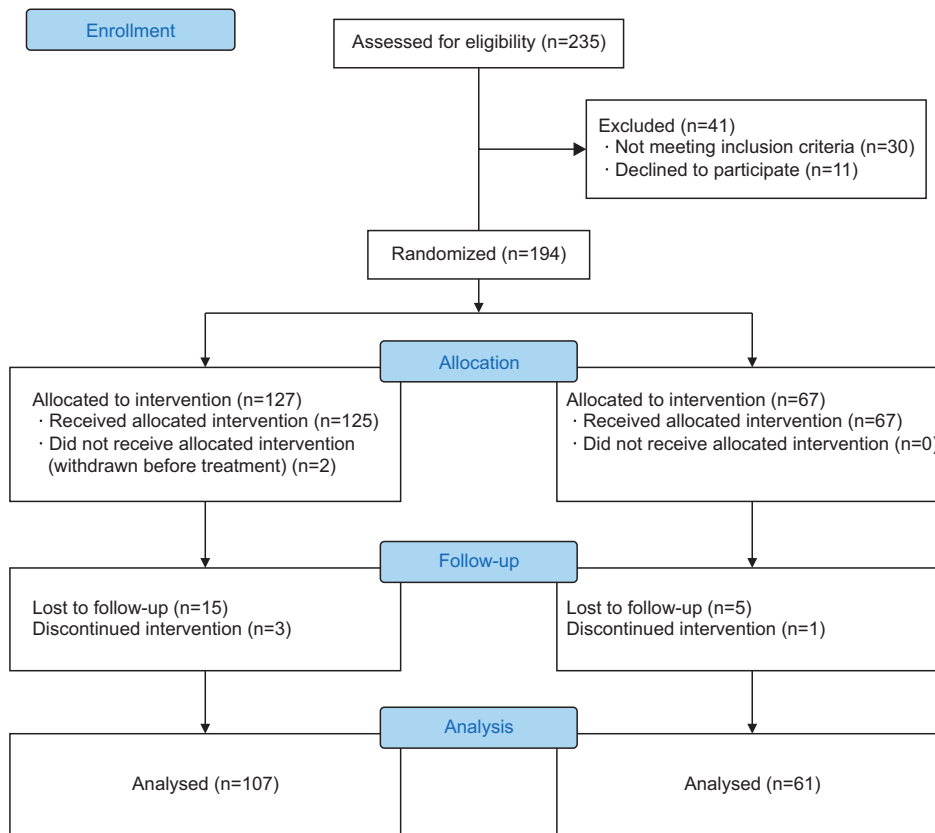 Enrollment
Assessed for eligibility (n=235)
Excluded (n=41)
· Not meeting inclusion criteria (n=30)
· Declined to participate (n=11)
Randomized (n=194)
Allocation
Allocated to intervention (n=127)
· Received allocated intervention (n=125)
· Did not receive allocated intervention
(withdrawn before treatment) (n=2)
Allocated to intervention (n=67)
· Received allocated intervention (n=67)
· Did not receive allocated intervention (n=0)
Follow-up
Lost to follow-up (n=15)
Discontinued intervention (n=3)
Lost to follow-up (n=5)
Discontinued intervention (n=1)
Analysis
Analysed (n=107)
Analysed (n=61)